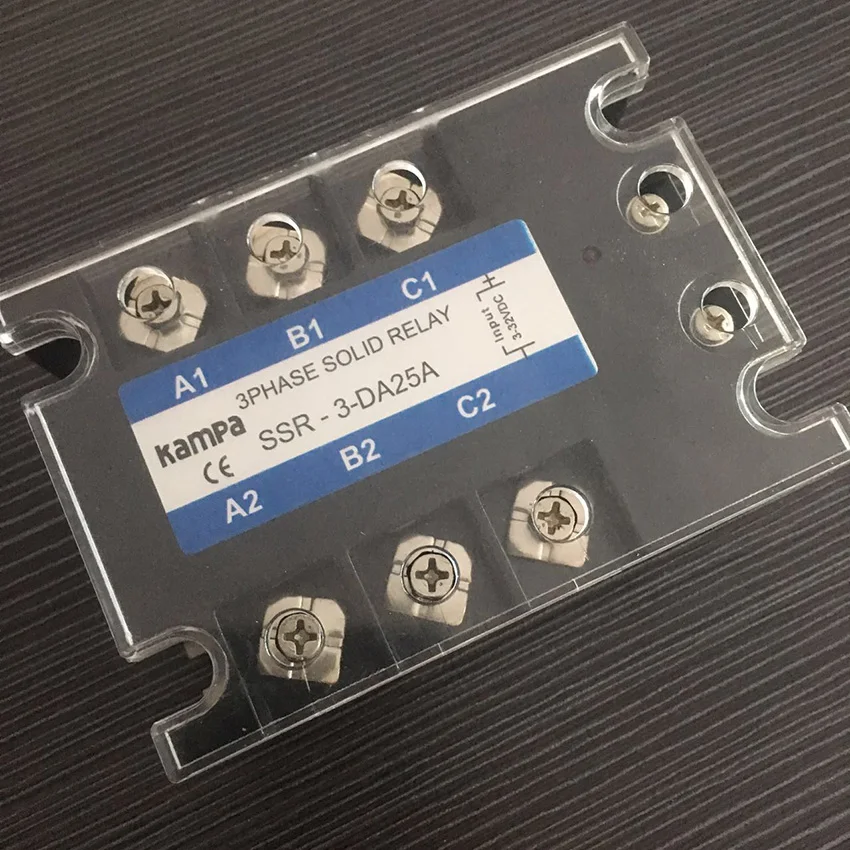 A1 B1 C1
3PHASE SOLID RELAY
KamPa
SSR - 3-DA25A
CE
+
Input
3-32VDC
-
A2 B2 C2